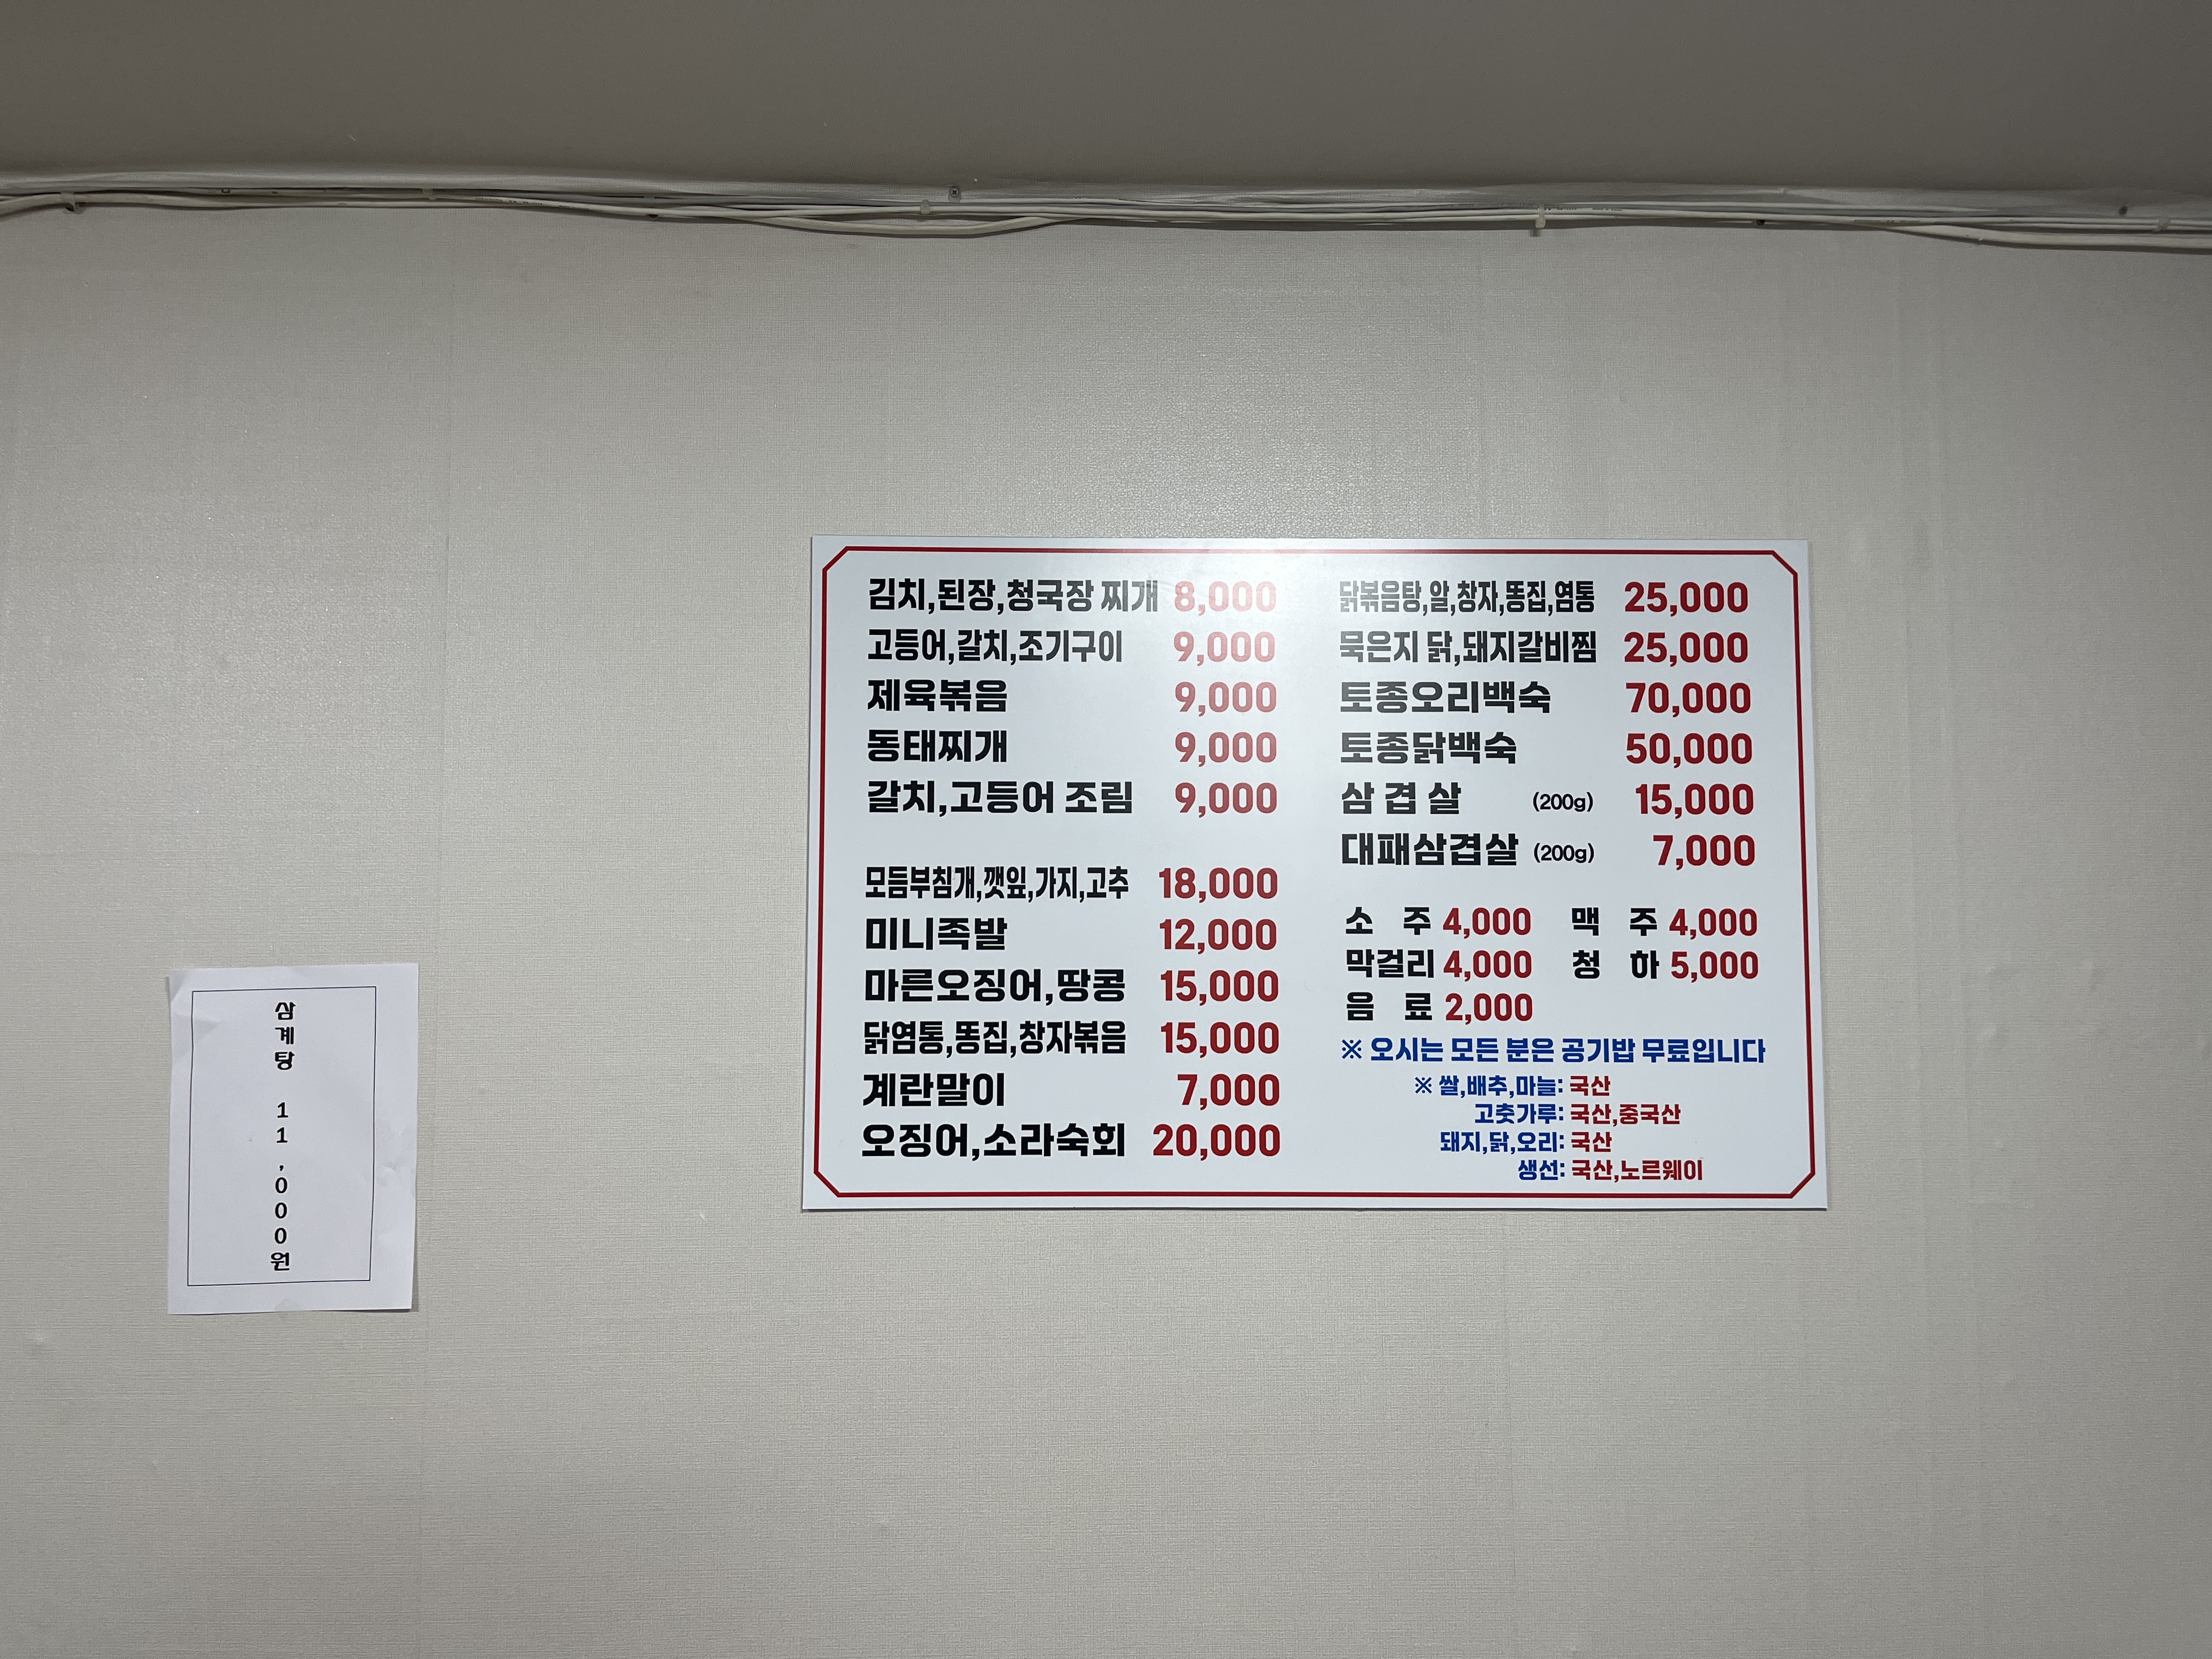 김치,된장,청국장 찌개 8,000
고등어,갈치,조기구이 9,000
제육볶음 9,000
동태찌개 9,000
갈치,고등어 조림 9,000
모듬부침개,깻잎,가지,고추 18,000
미니족발 12,000
마른오징어,땅콩 15,000
닭염통,똥집,창자볶음 15,000
계란말이 7,000
오징어,소라숙회 20,000
닭볶음탕,알,창자,똥집,염통 25,000
묵은지 닭,돼지갈비찜 25,000
토종오리백숙 70,000
토종닭백숙 50,000
삼 겹 살 (200g) 15,000
대패삼겹살 (200g) 7,000
소 주 4,000 맥 주 4,000
막걸리 4,000 청 하 5,000
음 료 2,000
※ 오시는 모든 분은 공기밥 무료입니다
※ 쌀,배추,마늘: 국산
고춧가루: 국산,중국산
돼지,닭,오리: 국산
생선: 국산,노르웨이
삼계탕 11,000원